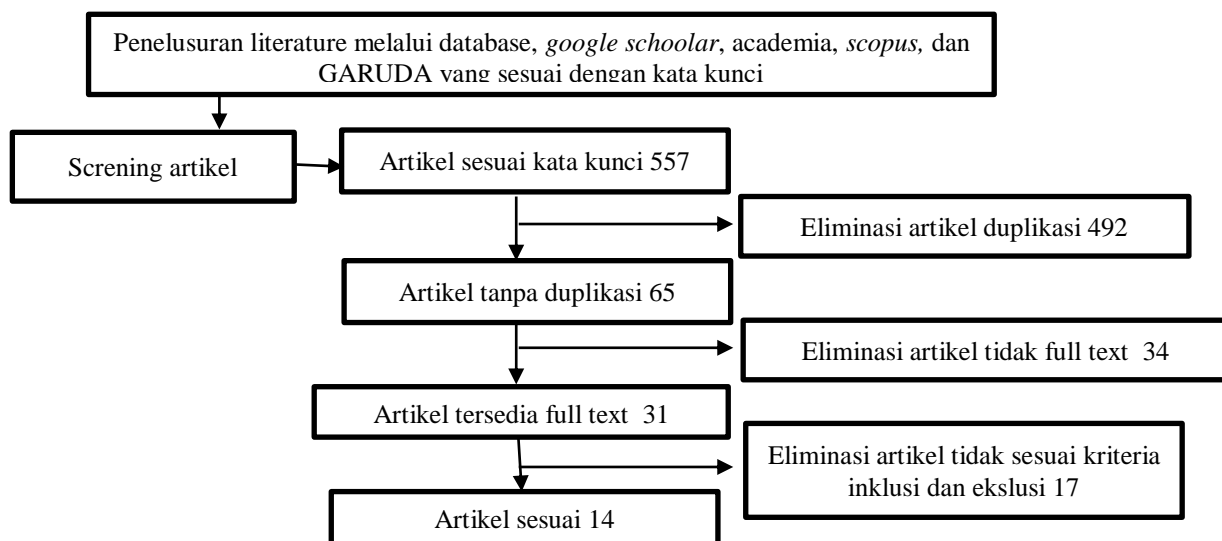 Penelusuran literature melalui database, google schoolar, academia, scopus, dan
GARUDA yang sesuai dengan kata kunci
Screning artikel
Artikel sesuai kata kunci 557
Eliminasi artikel duplikasi 492
Artikel tanpa duplikasi 65
Eliminasi artikel tidak full text 34
Artikel tersedia full text 31
Eliminasi artikel tidak sesuai kriteria
inklusi dan ekslusi 17
Artikel sesuai 14